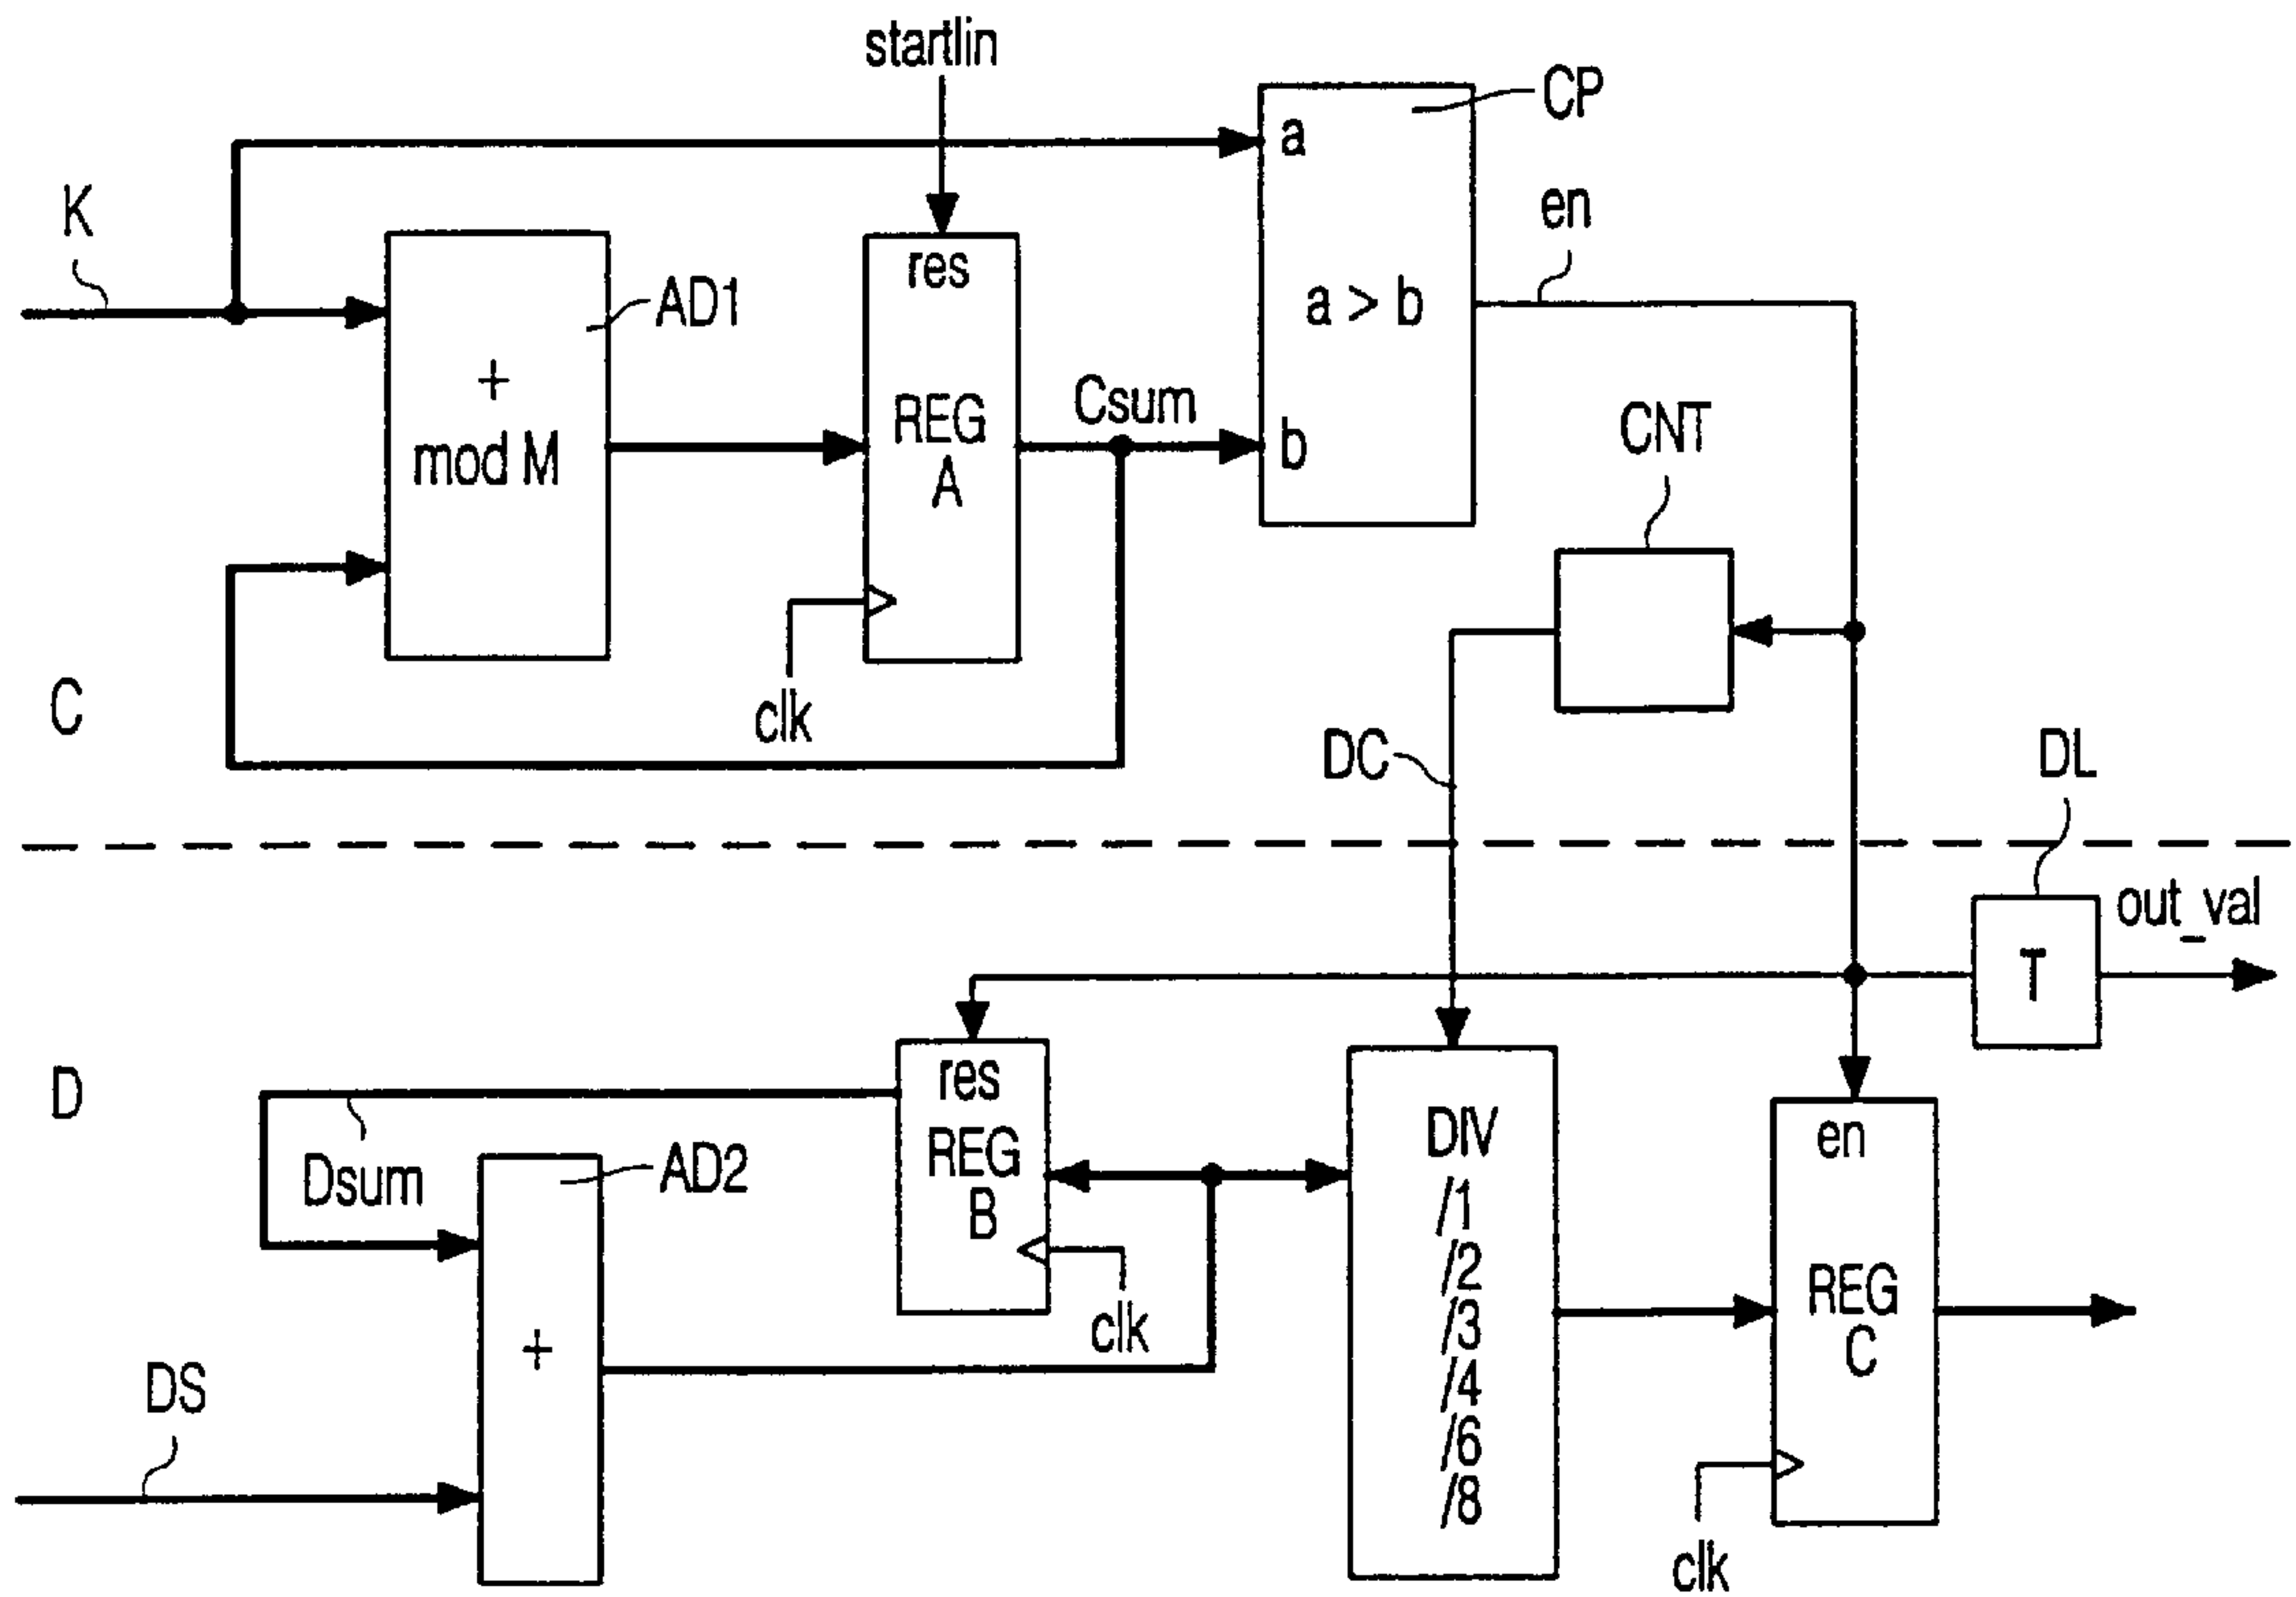 startlin
CP
a
K
en
res
AD1
a > b
+
mod M
REG
A
Csum
b
CNT
clk
C
DC
DL
out_val
T
D
res
REG
B
Dsum
AD2
DIV
/1
/2
/3
/4
/6
/8
en
REG
C
clk
+
DS
clk